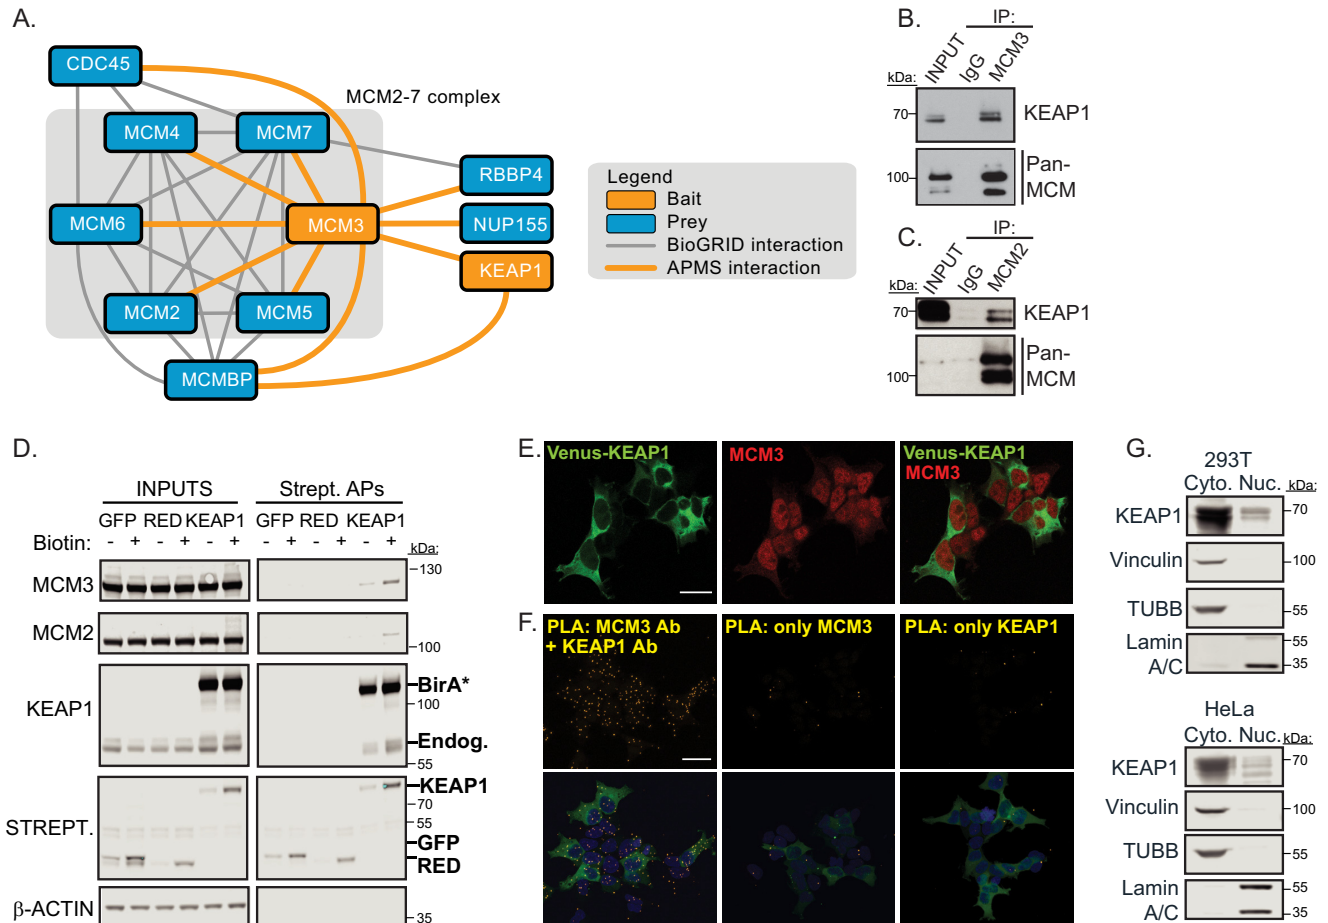 A.
CDC45
MCM2-7 complex
MCM4
MCM7
RBBP4
MCM6
MCM3
NUP155
KEAP1
MCM2
MCM5
MCMBP
Legend
Bait
Prey
BioGRID interaction
APMS interaction
B.
IP:
INPUT
IgG
MCM3
kDa:
70
KEAP1
100
Pan-
MCM
C.
IP:
INPUT
IgG
MCM2
kDa:
70
KEAP1
100
Pan-
MCM
D.
INPUTS
Strept. APs
GFP RED KEAP1
GFP RED KEAP1
Biotin: - + - + - +
- + - + - +
kDa:
MCM3
130
MCM2
100
KEAP1
BirA*
100
Endog.
55
STREPT.
KEAP1
70
55
GFP
RED
β-ACTIN
35
E.
Venus-KEAP1
MCM3
Venus-KEAP1
MCM3
F.
PLA: MCM3 Ab
+ KEAP1 Ab
PLA: only MCM3
PLA: only KEAP1
G.
293T
Cyto. Nuc.
kDa:
KEAP1
70
Vinculin
100
TUBB
55
Lamin
A/C
55
35
HeLa
Cyto. Nuc.
kDa:
KEAP1
70
Vinculin
100
TUBB
55
Lamin
A/C
55
35